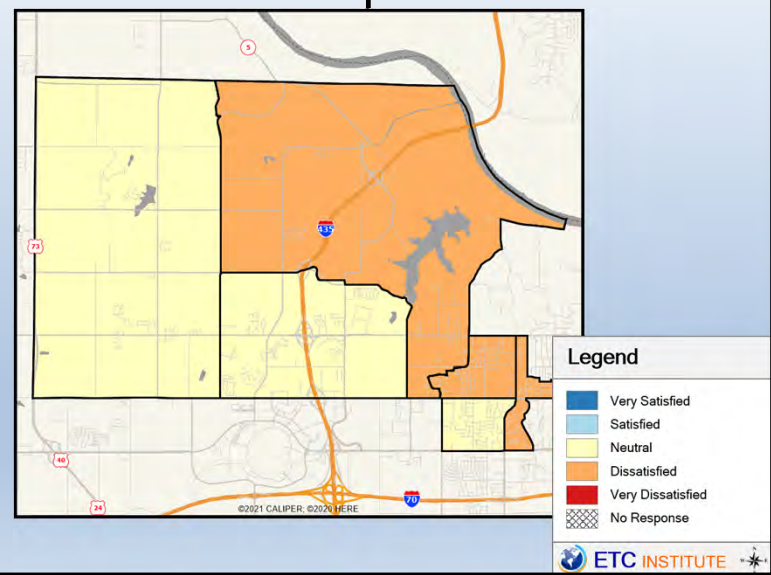 5
435
73
Legend
Very Satisfied
Satisfied
Neutral
Dissatisfied
Very Dissatisfied
No Response
40
24
70
©2021 CALIPER; ©2020 HERE
ETC INSTITUTE